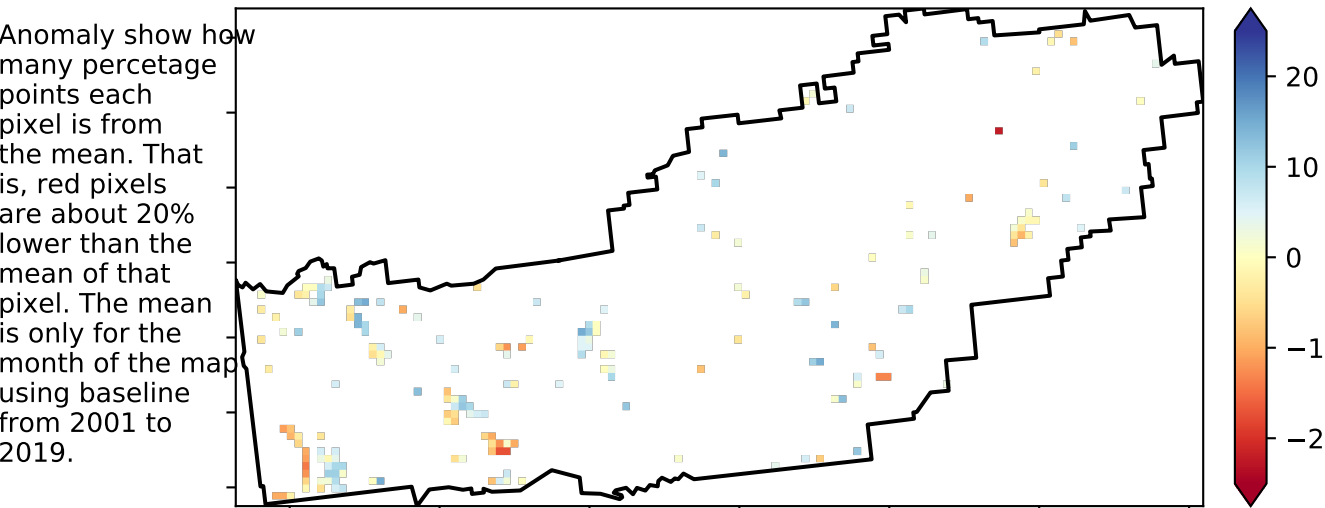 Anomaly show how
many percetage
points each
pixel is from
the mean. That
is, red pixels
are about 20%
lower than the
mean of that
pixel. The mean
is only for the
month of the map
using baseline
from 2001 to
2019.
20
10
0
−1
−2